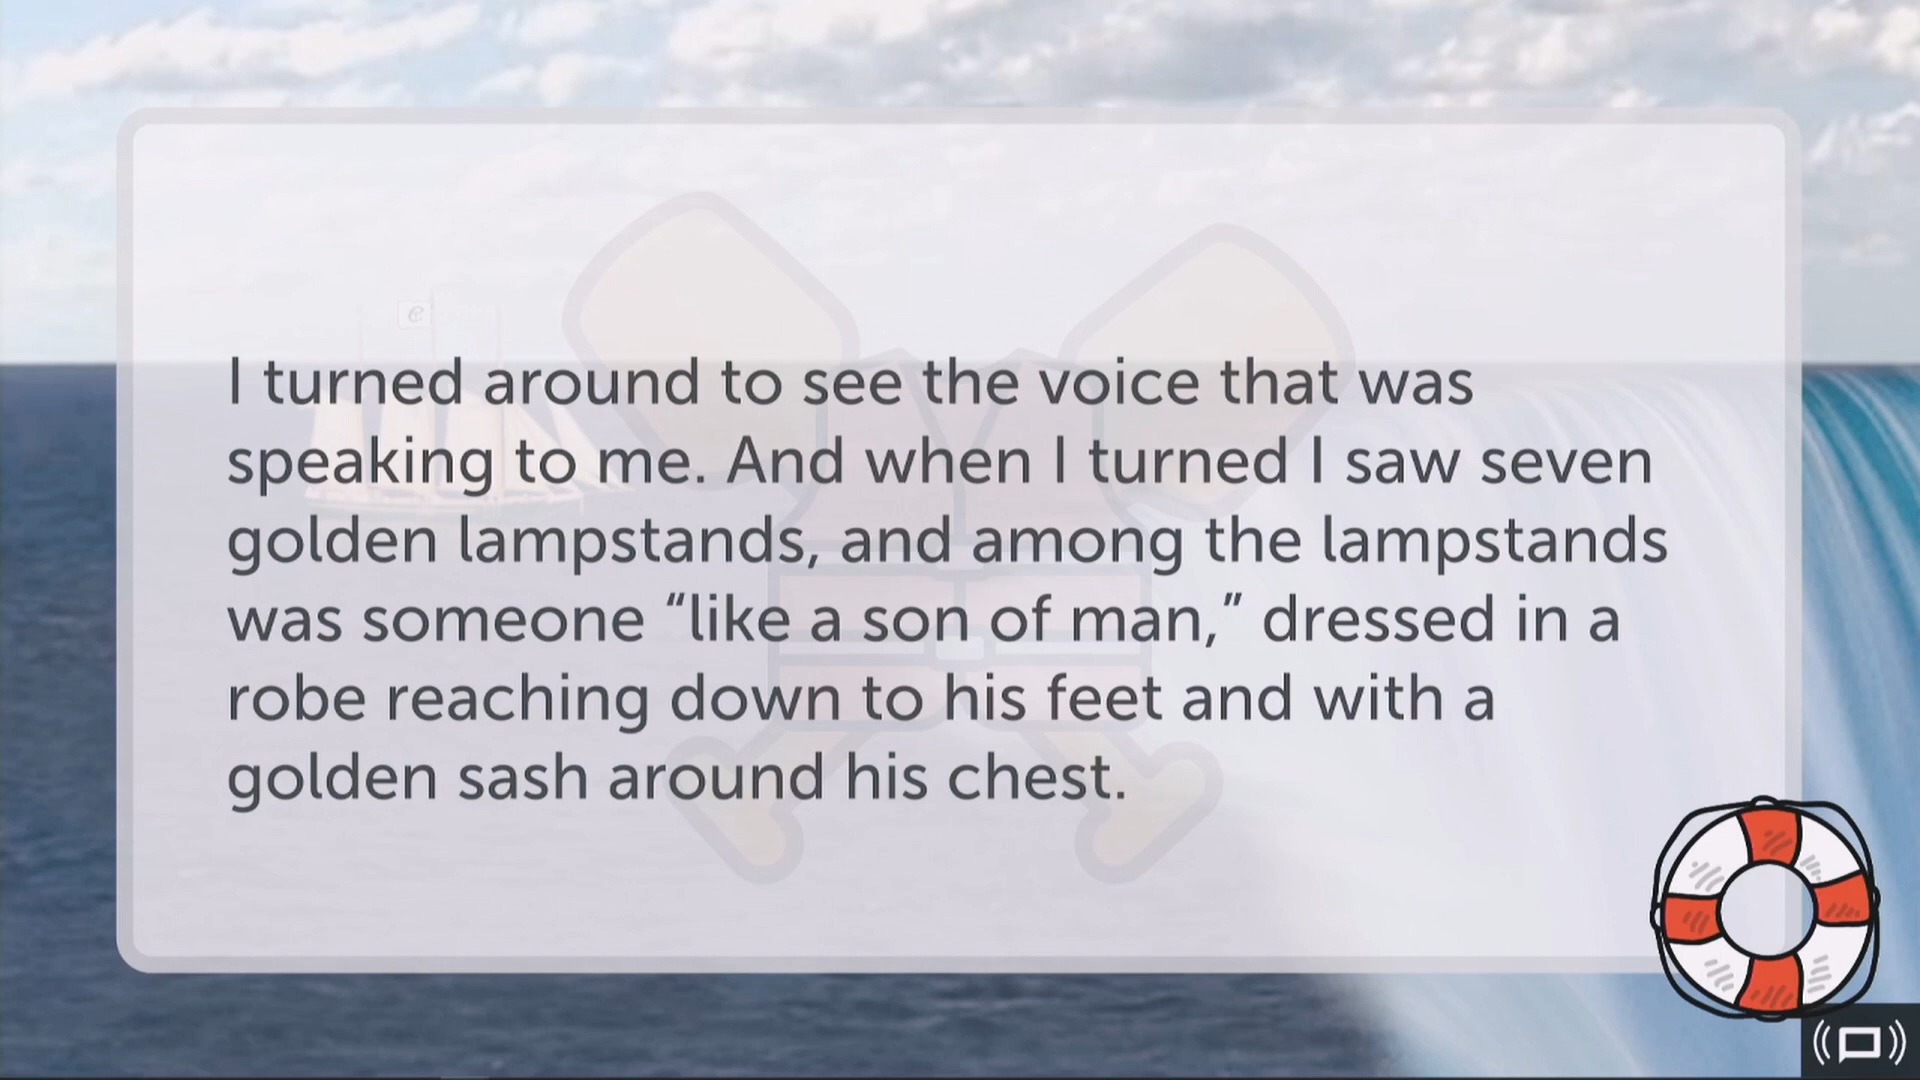 I turned around to see the voice that was
speaking to me. And when I turned I saw seven
golden lampstands, and among the lampstands
was someone “like a son of man,” dressed in a
robe reaching down to his feet and with a
golden sash around his chest.